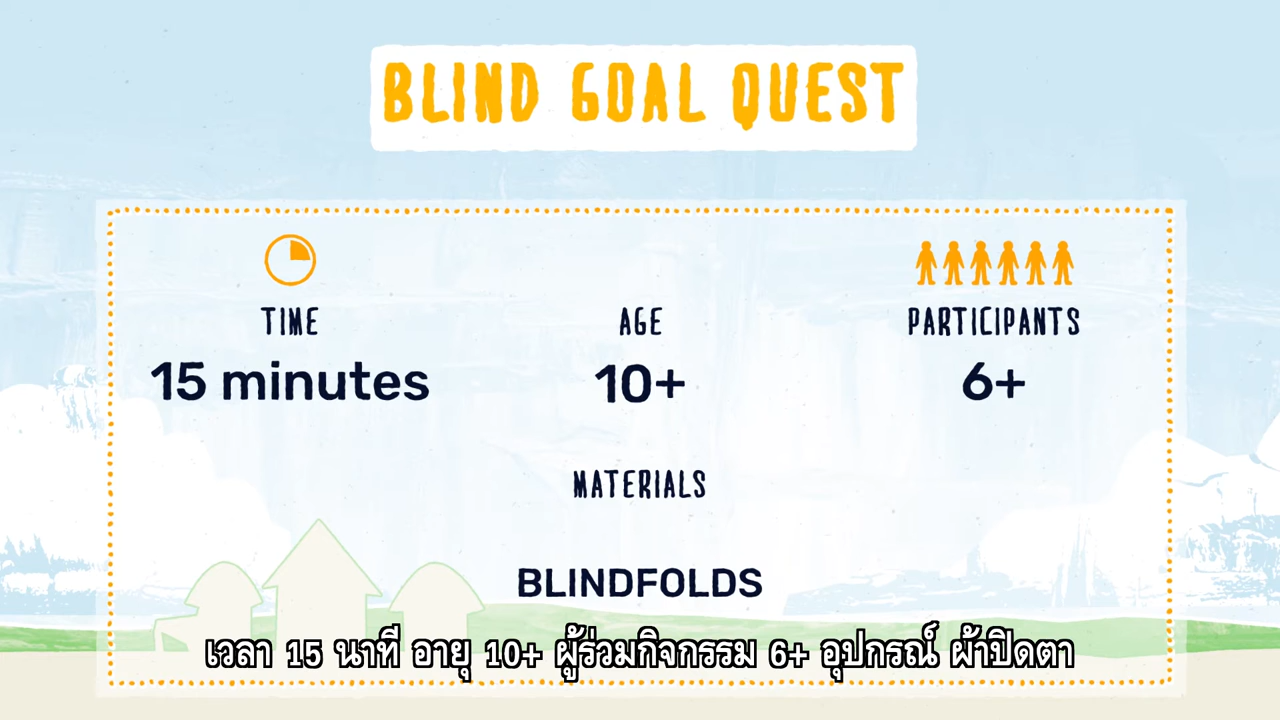 BLIND GOAL QUEST
TIME
AGE
PARTICIPANTS
15 minutes
10+
6+
MATERIALS
BLINDFOLDS
เวลา 15 นาที อายุ 10+ ผู้ร่วมกิจกรรม 6+ อุปกรณ์ ผ้าปิดตา